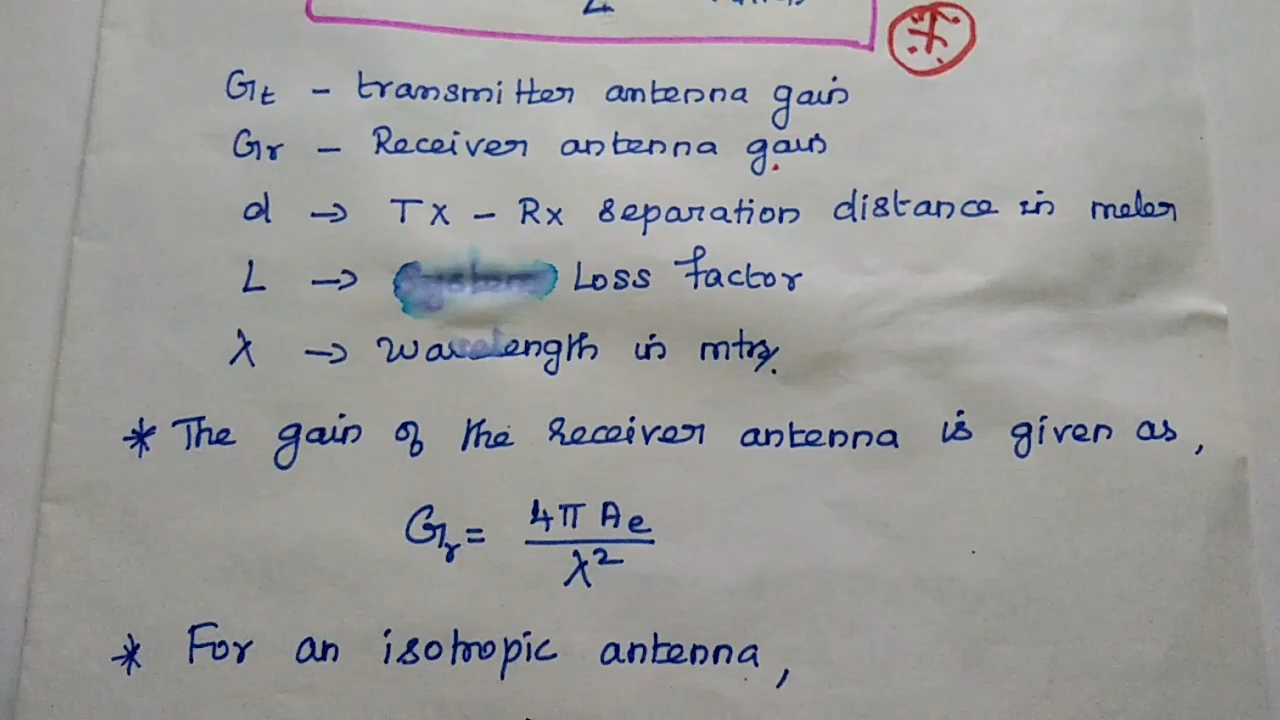 Gt - transmitter antenna gain
Gr - Receiver antenna gain
d → TX - Rx separation distance in meter
L → System Loss factor
λ → wavelength in mtrs.
* The gain of the receiver antenna is given as,
Gr = 4π Ae / λ²
* For an isotropic antenna,